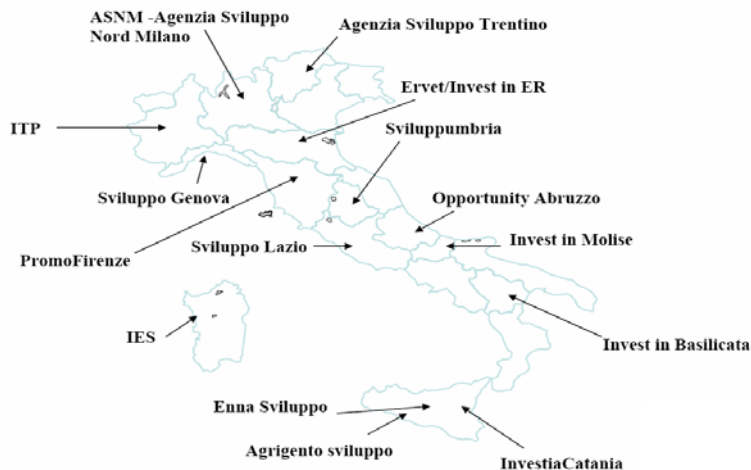 ASNM -Agenzia Sviluppo
Nord Milano
Agenzia Sviluppo Trentino
Ervet/Invest in ER
ITP
Sviluppumbria
Sviluppo Genova
Opportunity Abruzzo
Sviluppo Lazio
Invest in Molise
PromoFirenze
IES
Invest in Basilicata
Enna Sviluppo
Agrigento sviluppo
InvestiaCatania